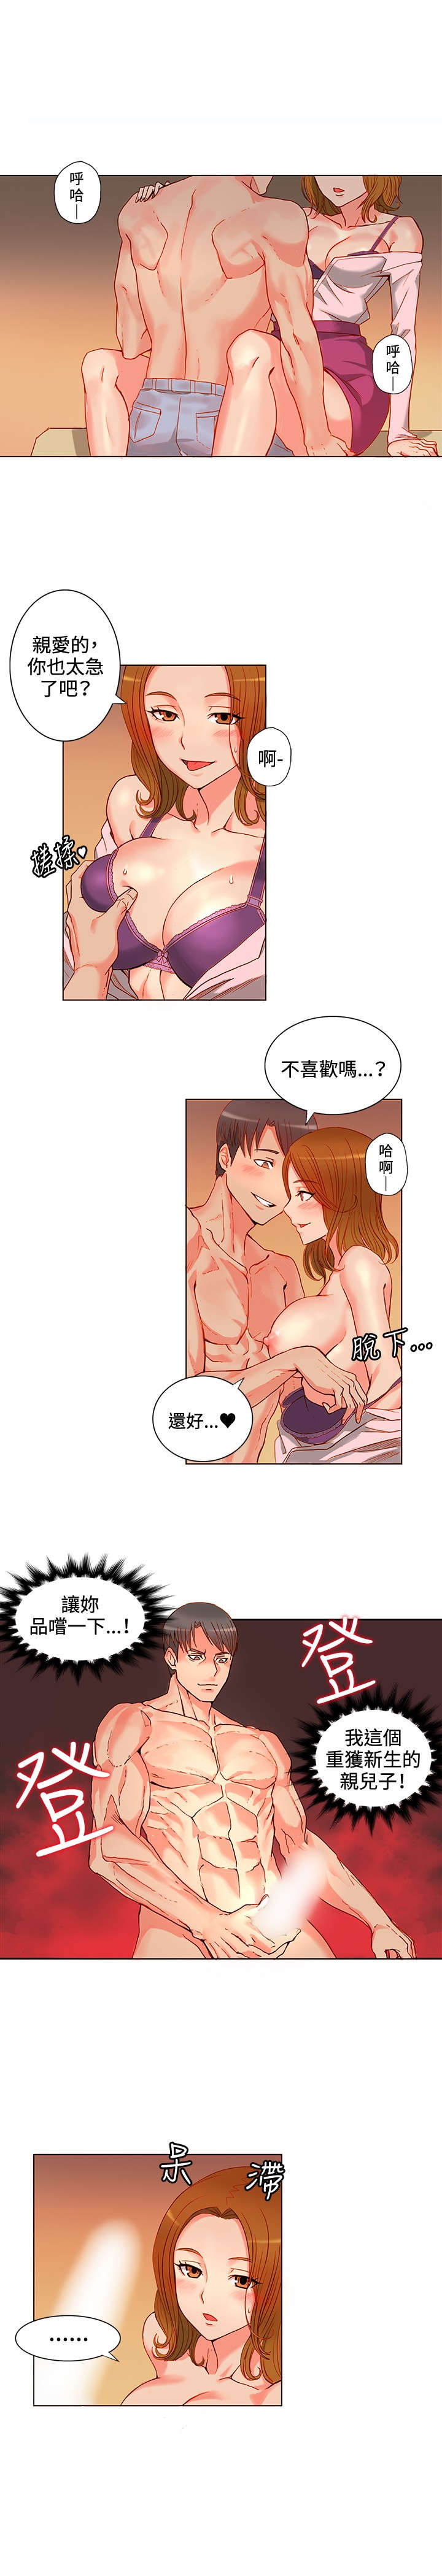 呼哈—
呼哈—
親愛的,
你也太急
了吧？
啊-
搓揉♥
不喜歡嗎...？
哈啊—
脫下...
還好...♥
讓妳
品嚐一下...！
登
我這個
重獲新生的
親兒子！
登
呆滯
......